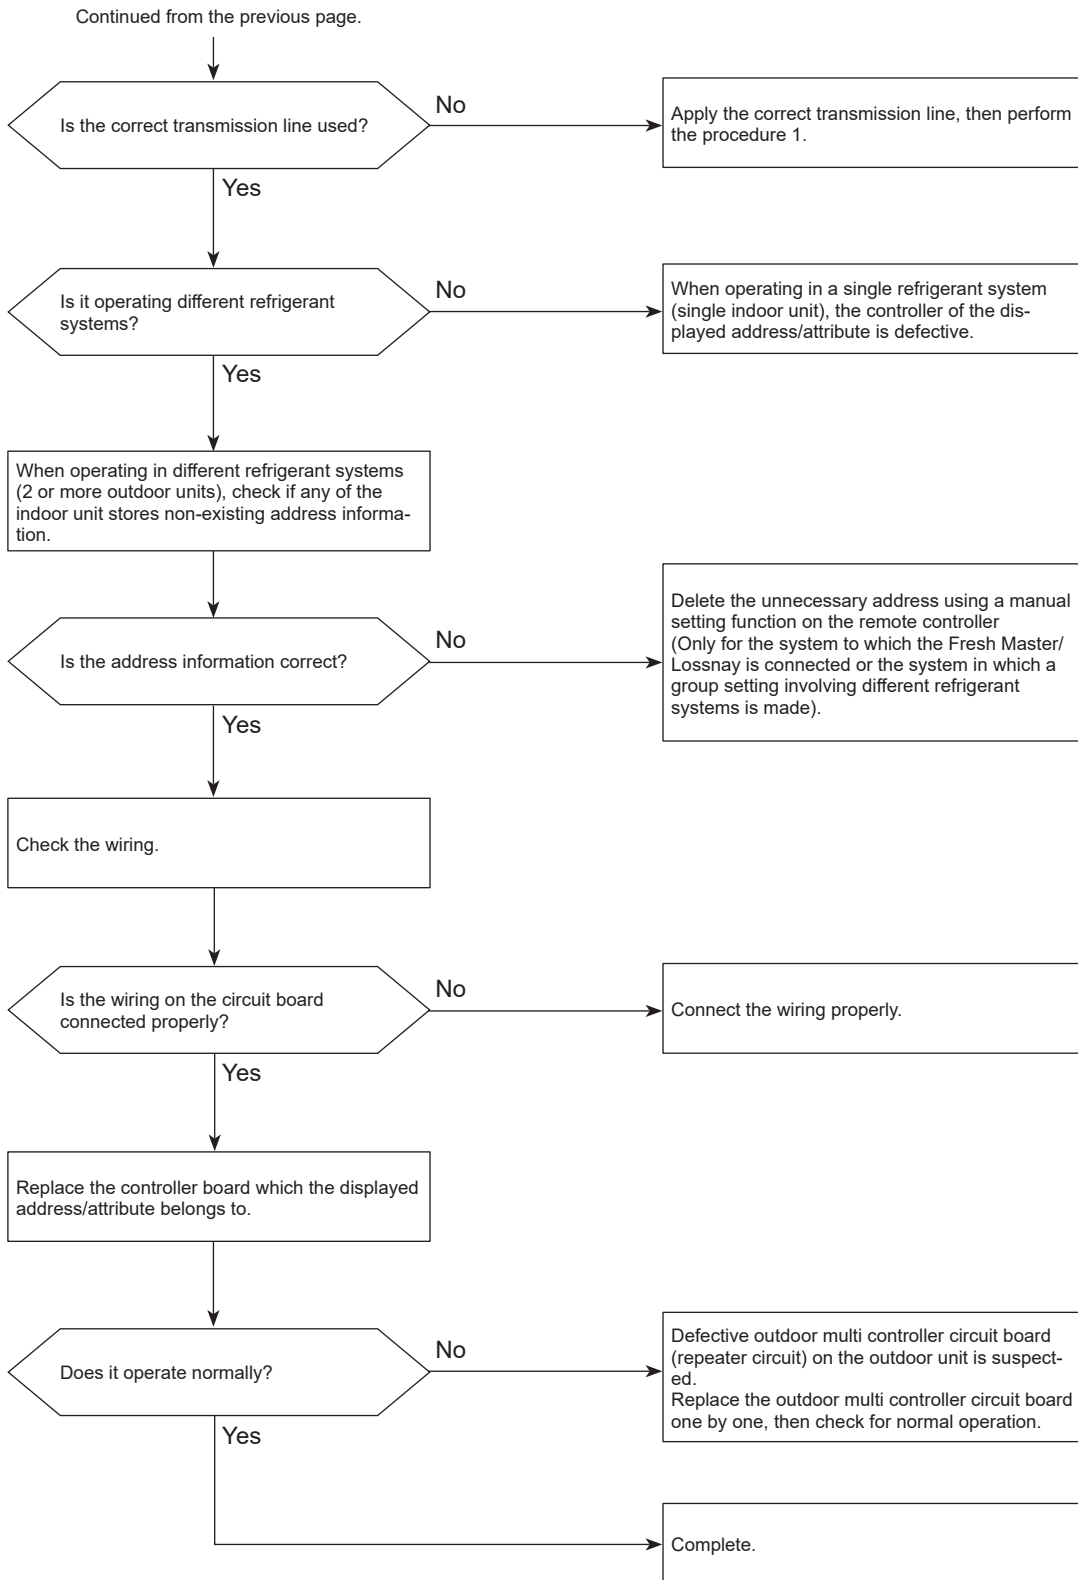 Continued from the previous page.
Is the correct transmission line used?
No
Apply the correct transmission line, then perform
the procedure 1.
Yes
Is it operating different refrigerant
systems?
No
When operating in a single refrigerant system
(single indoor unit), the controller of the dis-
played address/attribute is defective.
Yes
When operating in different refrigerant systems
(2 or more outdoor units), check if any of the
indoor unit stores non-existing address informa-
tion.
Is the address information correct?
No
Delete the unnecessary address using a manual
setting function on the remote controller
(Only for the system to which the Fresh Master/
Lossnay is connected or the system in which a
group setting involving different refrigerant
systems is made).
Yes
Check the wiring.
Is the wiring on the circuit board
connected properly?
No
Connect the wiring properly.
Yes
Replace the controller board which the displayed
address/attribute belongs to.
Does it operate normally?
No
Defective outdoor multi controller circuit board
(repeater circuit) on the outdoor unit is suspect-
ed.
Replace the outdoor multi controller circuit board
one by one, then check for normal operation.
Yes
Complete.